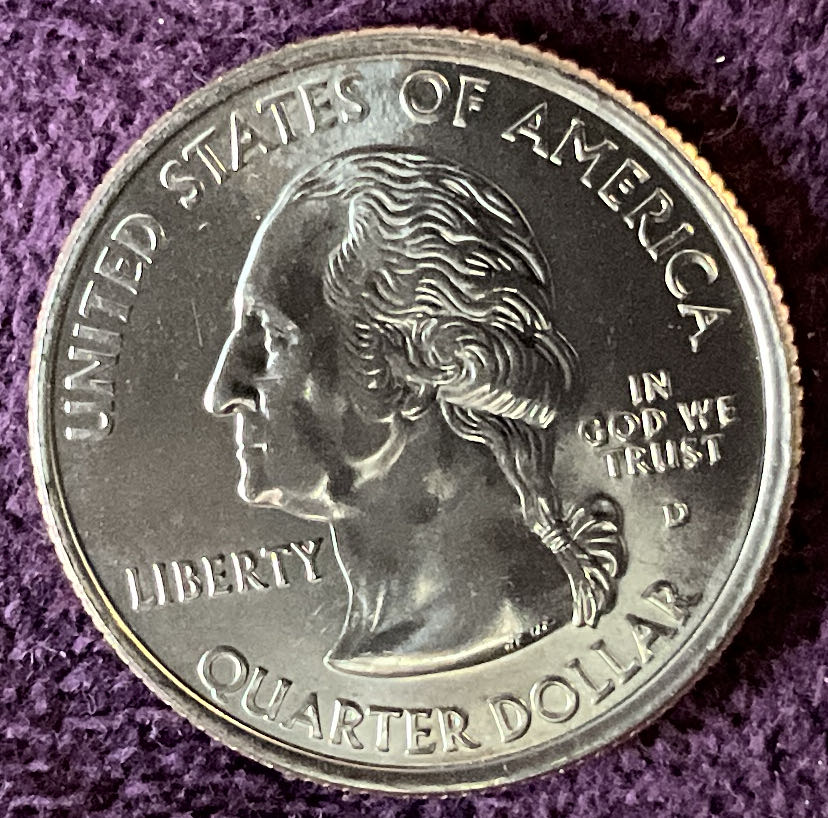 UNITED STATES OF AMERICA
IN
GOD WE
TRUST
D
LIBERTY
QUARTER DOLLAR